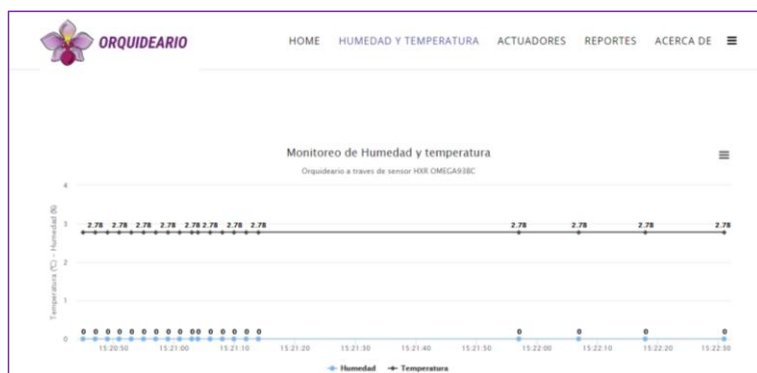 ORQUIDEARIO
HOME HUMEDAD Y TEMPERATURA ACTUADORES REPORTES ACERCA DE
Monitoreo de Humedad y temperatura
Orquideario a traves de sensor HXR OMEGA93BC
Temperatura (°C) - Humedad (%)
4
3
2
1
0
2.78 2.78 2.78 2.78 2.78 2.78 2.78 2.78 2.78 2.78 2.78 2.78
0 0 0 0 0 0 0 0 0 0 0 0 0 0 0 0 0 0 0 0
15:20:50 15:21:00 15:21:10 15:21:20 15:21:30 15:21:40 15:21:50 15:22:00 15:22:10 15:22:20 15:22:30
Humedad Temperatura